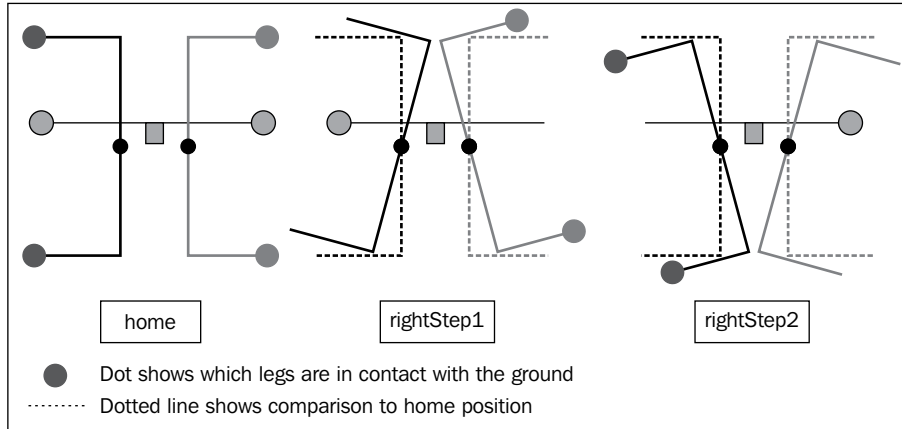 home
rightStep1
rightStep2
Dot shows which legs are in contact with the ground
Dotted line shows comparison to home position